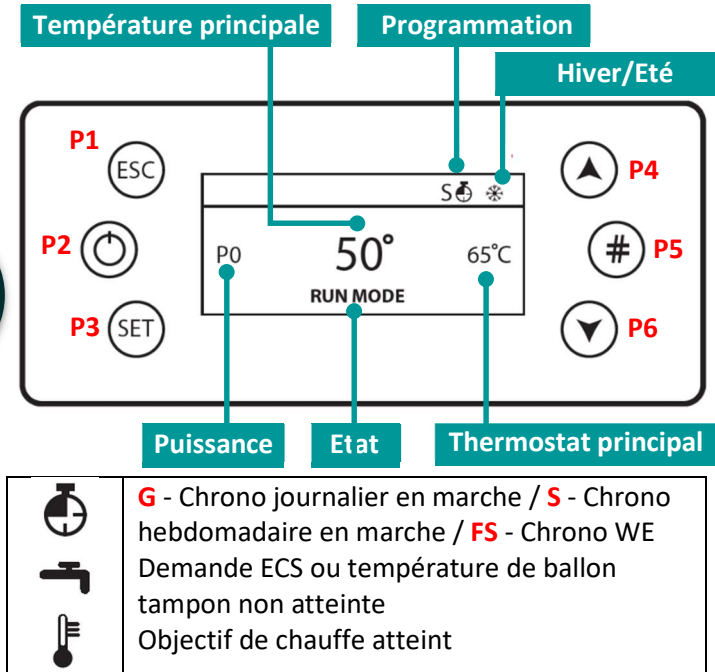 Température principale
Programmation
Hiver/Eté
P1
ESC
P2
P3
SET
S
P0
50°
65°C
RUN MODE
P4
#
P5
P6
Puissance
Etat
Thermostat principal
G - Chrono journalier en marche / S - Chrono
hebdomadaire en marche / FS - Chrono WE
Demande ECS ou température de ballon
tampon non atteinte
Objectif de chauffe atteint